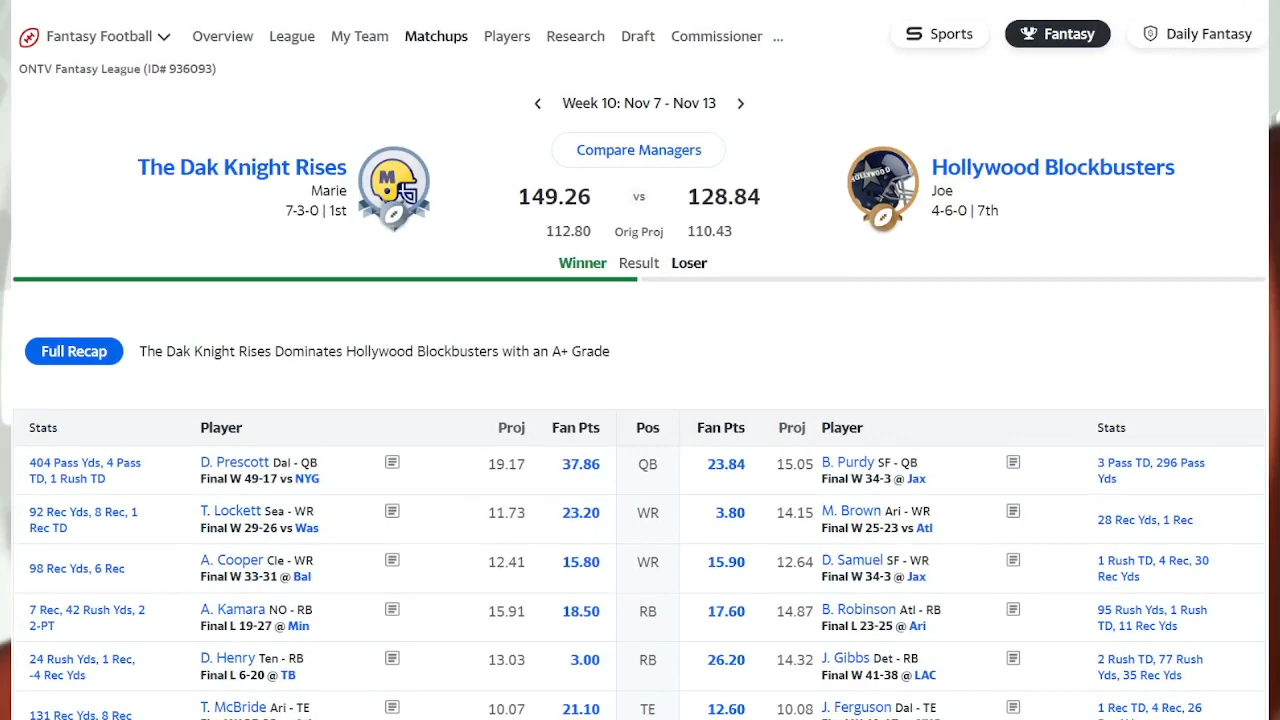 Fantasy Football Overview League My Team Matchups Players Research Draft Commissioner ... Sports Fantasy Daily Fantasy
ONTV Fantasy League (ID# 936093)
Week 10: Nov 7 - Nov 13
Compare Managers
The Dak Knight Rises
Marie
7-3-0 | 1st
M
149.26 vs 128.84
112.80 Orig Proj 110.43
Winner Result Loser
HOLLYWOOD
Hollywood Blockbusters
Joe
4-6-0 | 7th
Full Recap The Dak Knight Rises Dominates Hollywood Blockbusters with an A+ Grade
Stats Player Proj Fan Pts Pos Fan Pts Proj Player Stats
404 Pass Yds, 4 Pass D. Prescott Dal - QB 19.17 37.86 QB 23.84 15.05 B. Purdy SF - QB 3 Pass TD, 296 Pass
TD, 1 Rush TD Final W 49-17 vs NYG Final W 34-3 @ Jax Yds
92 Rec Yds, 8 Rec, 1 T. Lockett Sea - WR 11.73 23.20 WR 3.80 14.15 M. Brown Ari - WR 28 Rec Yds, 1 Rec
Rec TD Final W 29-26 vs Was Final W 25-23 vs Atl
98 Rec Yds, 6 Rec A. Cooper Cle - WR 12.41 15.80 WR 15.90 12.64 D. Samuel SF - WR 1 Rush TD, 4 Rec, 30
Final W 33-31 @ Bal Final W 34-3 @ Jax Rec Yds
7 Rec, 42 Rush Yds, 2 A. Kamara NO - RB 15.91 18.50 RB 17.60 14.87 B. Robinson Atl - RB 95 Rush Yds, 1 Rush
2-PT Final L 19-27 @ Min Final L 23-25 @ Ari TD, 11 Rec Yds
24 Rush Yds, 1 Rec, D. Henry Ten - RB 13.03 3.00 RB 26.20 14.32 J. Gibbs Det - RB 2 Rush TD, 77 Rush
-4 Rec Yds Final L 6-20 @ TB Final W 41-38 @ LAC Yds, 35 Rec Yds
131 Rec Yds, 8 Rec T. McBride Ari - TE 10.07 21.10 TE 12.60 10.08 J. Ferguson Dal - TE 1 Rec TD, 4 Rec, 26